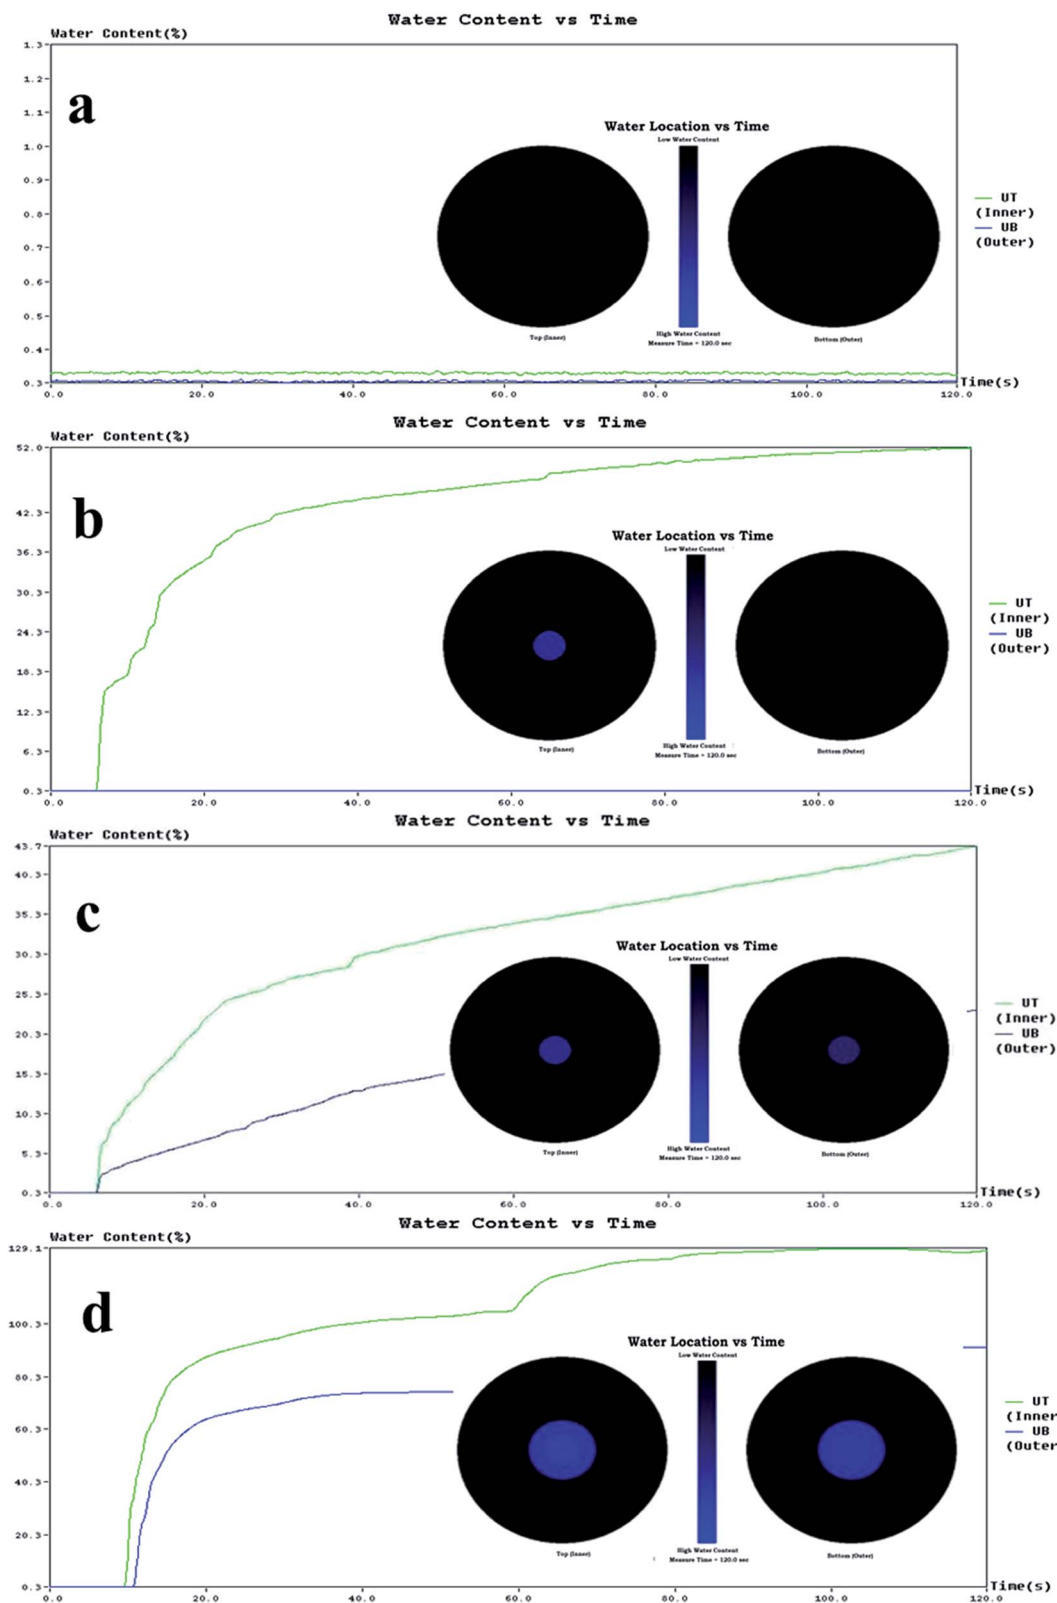 Water Content vs Time
Water Content(%)
1.3
1.2
1.1
1.0
0.9
0.8
0.7
0.6
0.5
0.4
0.3
a
Water Location vs Time
Low Water Content
High Water Content
Measure Time = 120.0 sec
Top (Inner)
Bottom (Outer)
UT
(Inner)
UB
(Outer)
0.0 20.0 40.0 60.0 80.0 100.0 120.0
Time(s)
Water Content vs Time
Water Content(%)
52.0
42.3
36.3
30.3
24.3
18.3
12.3
6.3
0.3
b
Water Location vs Time
Low Water Content
High Water Content
Measure Time = 120.0 sec
Top (Inner)
Bottom (Outer)
UT
(Inner)
UB
(Outer)
0.0 20.0 40.0 60.0 80.0 100.0 120.0
Time(s)
Water Content vs Time
Water Content(%)
43.7
40.3
35.3
30.3
25.3
20.3
15.3
10.3
5.3
0.3
c
Water Location vs Time
Low Water Content
High Water Content
Measure Time = 120.0 sec
Top (Inner)
Bottom (Outer)
UT
(Inner)
UB
(Outer)
0.0 20.0 40.0 60.0 80.0 100.0 120.0
Time(s)
Water Content vs Time
Water Content(%)
129.1
100.3
80.3
60.3
40.3
20.3
0.3
d
Water Location vs Time
Low Water Content
High Water Content
Measure Time = 120.0 sec
Top (Inner)
Bottom (Outer)
UT
(Inner
UB
(Outer
0.0 20.0 40.0 60.0 80.0 100.0 120.0
Time(s)